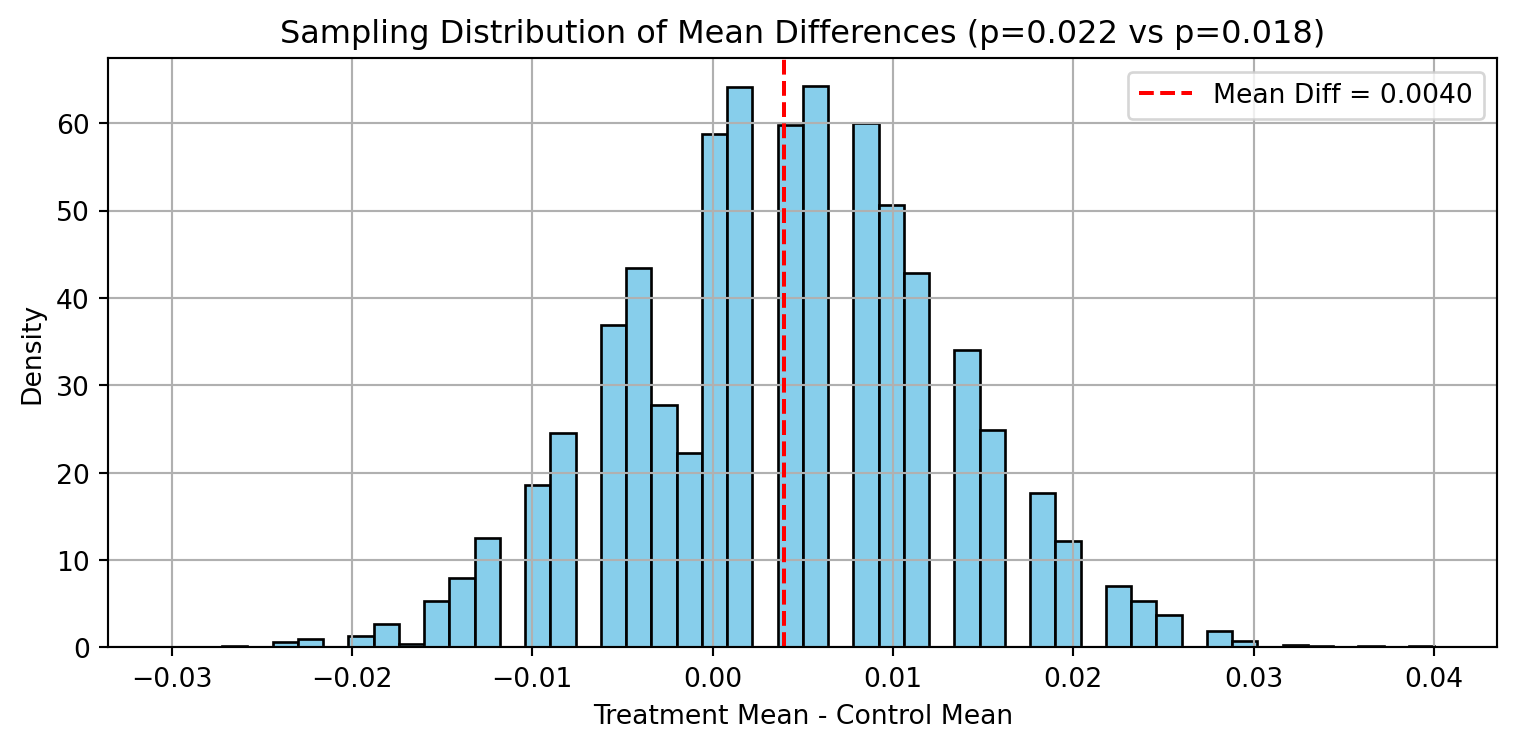 Sampling Distribution of Mean Differences (p=0.022 vs p=0.018)
Mean Diff = 0.0040
60
50
40
30
20
10
0
Density
−0.03 −0.02 −0.01 0.00 0.01 0.02 0.03 0.04
Treatment Mean - Control Mean